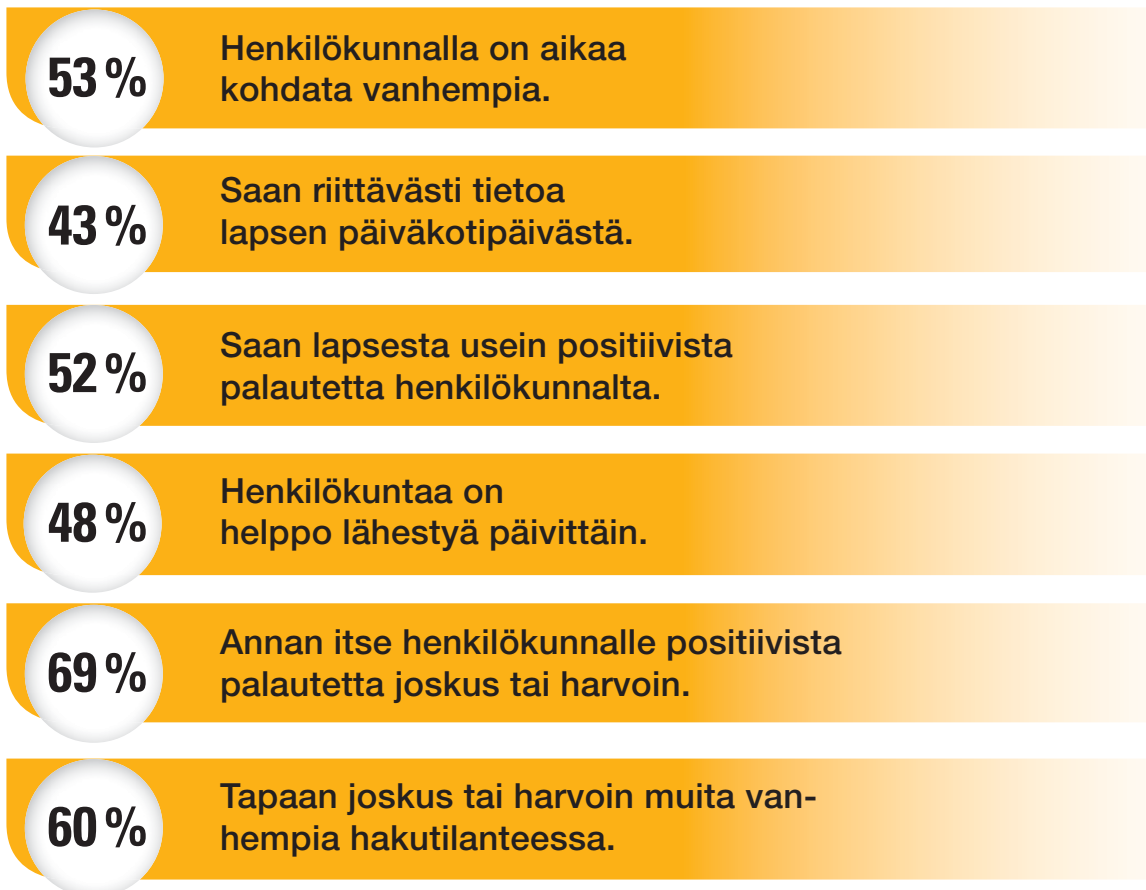 53 %
Henkilökunnalla on aikaa
kohdata vanhempia.
43 %
Saan riittävästi tietoa
lapsen päiväkotipäivästä.
52 %
Saan lapsesta usein positiivista
palautetta henkilökunnalta.
48 %
Henkilökuntaa on
helppo lähestyä päivittäin.
69 %
Annan itse henkilökunnalle positiivista
palautetta joskus tai harvoin.
60 %
Tapaan joskus tai harvoin muita van-
hempia hakutilanteessa.